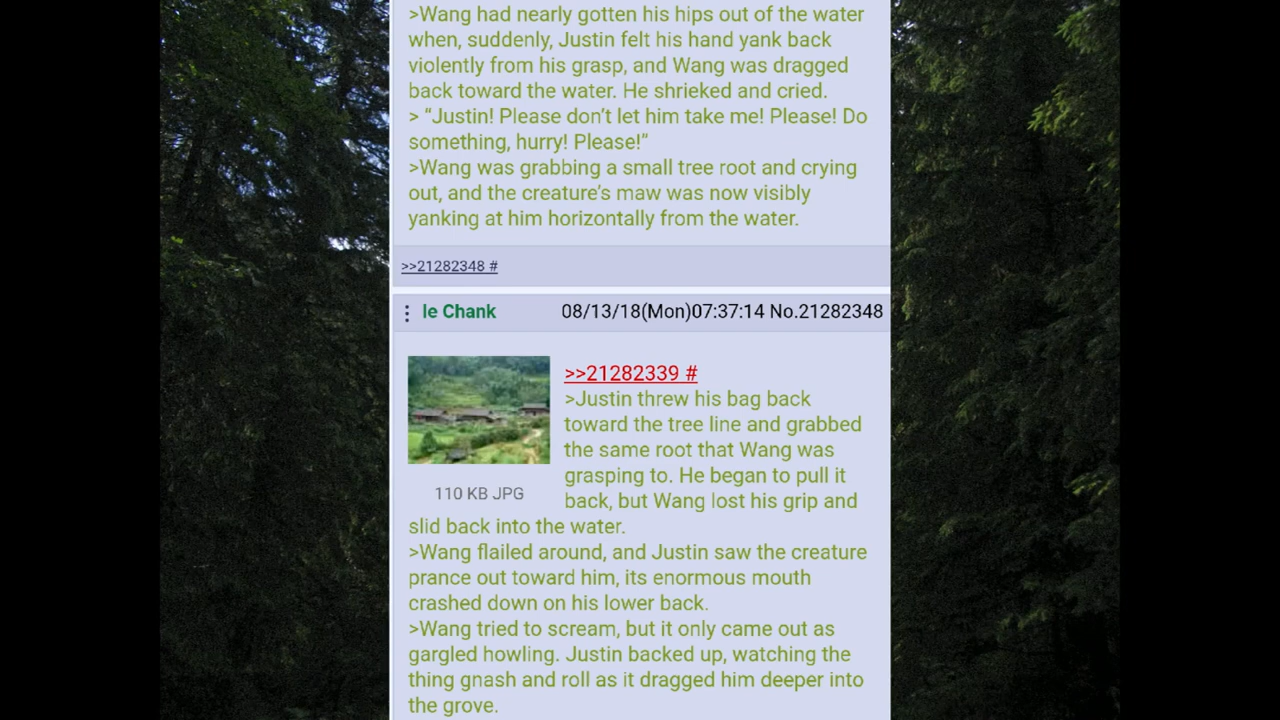 >Wang had nearly gotten his hips out of the water
when, suddenly, Justin felt his hand yank back
violently from his grasp, and Wang was dragged
back toward the water. He shrieked and cried.
> “Justin! Please don’t let him take me! Please! Do
something, hurry! Please!”
>Wang was grabbing a small tree root and crying
out, and the creature’s maw was now visibly
yanking at him horizontally from the water.
>>21282348 #
le Chank 08/13/18(Mon)07:37:14 No.21282348
>>21282339 #
>Justin threw his bag back
toward the tree line and grabbed
the same root that Wang was
grasping to. He began to pull it
110 KB JPG
back, but Wang lost his grip and
slid back into the water.
>Wang flailed around, and Justin saw the creature
prance out toward him, its enormous mouth
crashed down on his lower back.
>Wang tried to scream, but it only came out as
gargled howling. Justin backed up, watching the
thing gnash and roll as it dragged him deeper into
the grove.